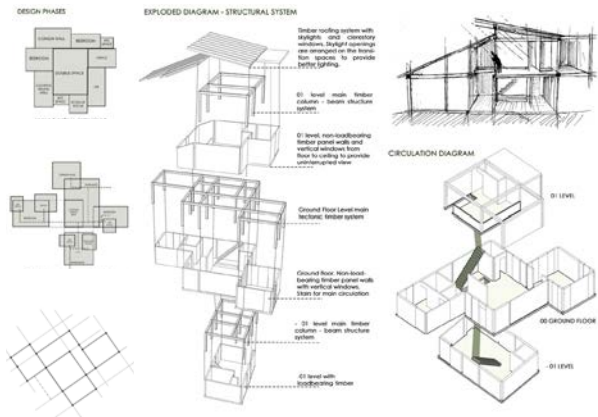 DESIGN PHASES
BEDROOM
BEDROOM
DOUBLE SPACE
EXPLODED DIAGRAM - STRUCTURAL SYSTEM
Timber roofing system with
skylights and clerestory
windows. Skylight openings
are arranged on the transi-
tion spaces to provide
better lighting.
01 level main timber
column - beam structure
system
01 level, non-loadbearing
timber panel walls and
vertical windows from
floor to ceiling to provide
uninterrupted view
Ground Floor Level main
tectonic timber system
Ground floor. Non-load-
bearing timber panel walls
with vertical windows.
Stairs for main circulation
- 01 level main timber
column - beam structure
system
-01 level with
loadbearing timber
CIRCULATION DIAGRAM
01 LEVEL
00 GROUND FLOOR
-01 LEVEL